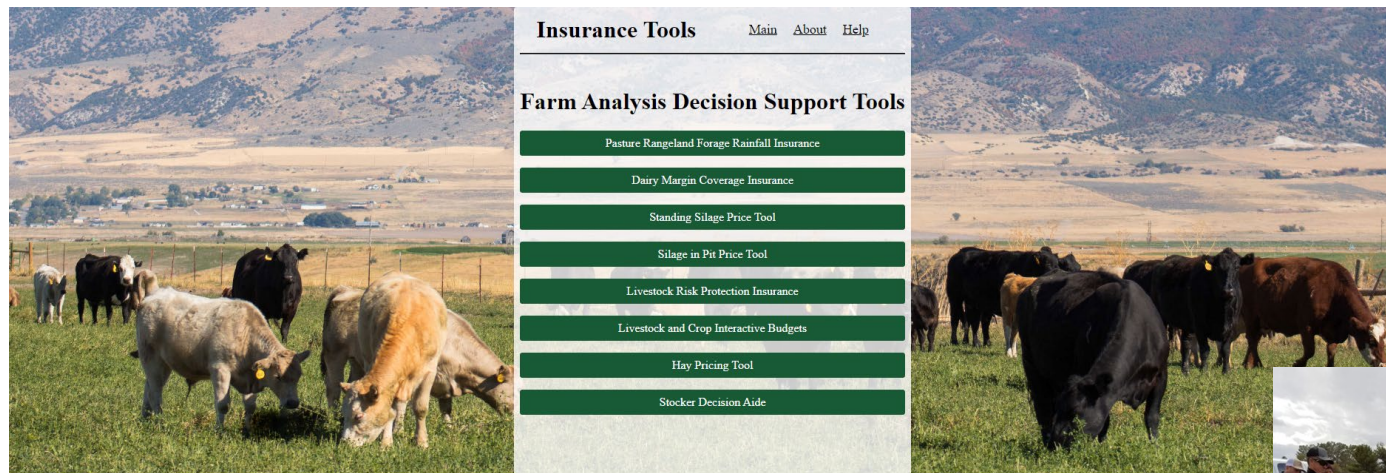 Insurance Tools Main About Help
Farm Analysis Decision Support Tools
Pasture Rangeland Forage Rainfall Insurance
Dairy Margin Coverage Insurance
Standing Silage Price Tool
Silage in Pit Price Tool
Livestock Risk Protection Insurance
Livestock and Crop Interactive Budgets
Hay Pricing Tool
Stocker Decision Aide